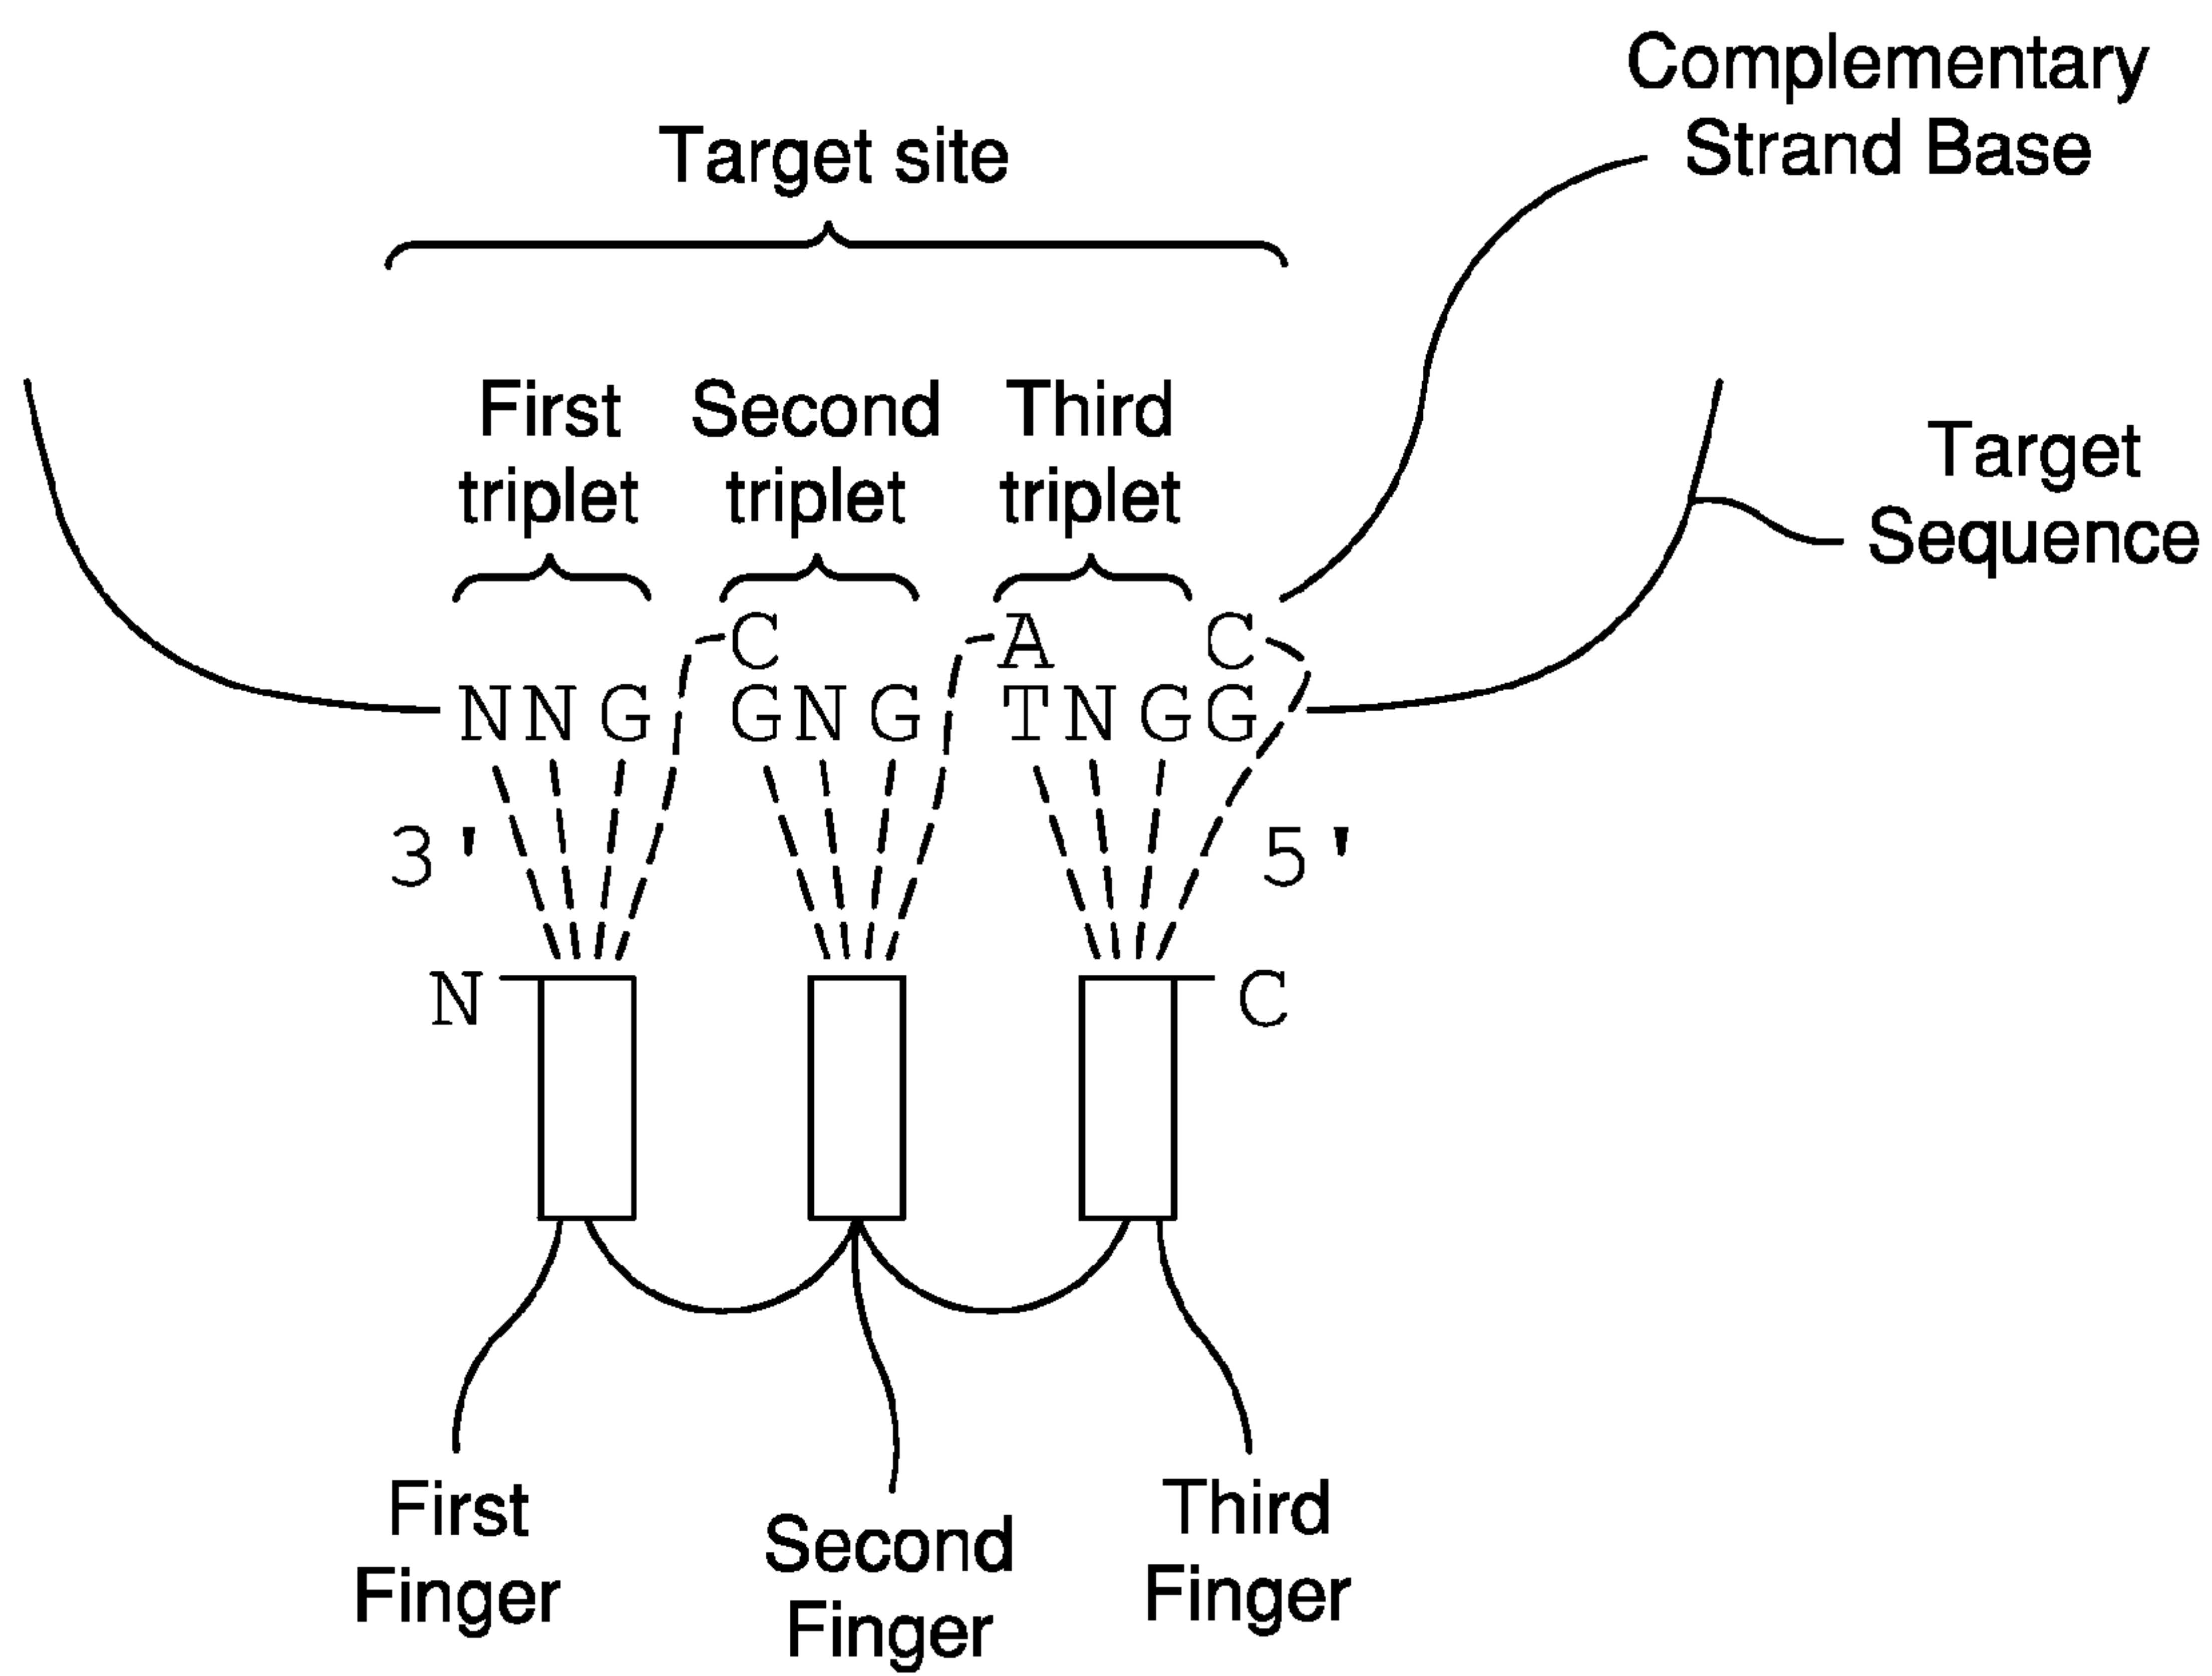 Complementary
Strand Base
Target site
First Second Third
triplet triplet triplet
Target
Sequence
C A C
NNG GNG TNGG
3' 5'
N C
First
Finger
Second
Finger
Third
Finger